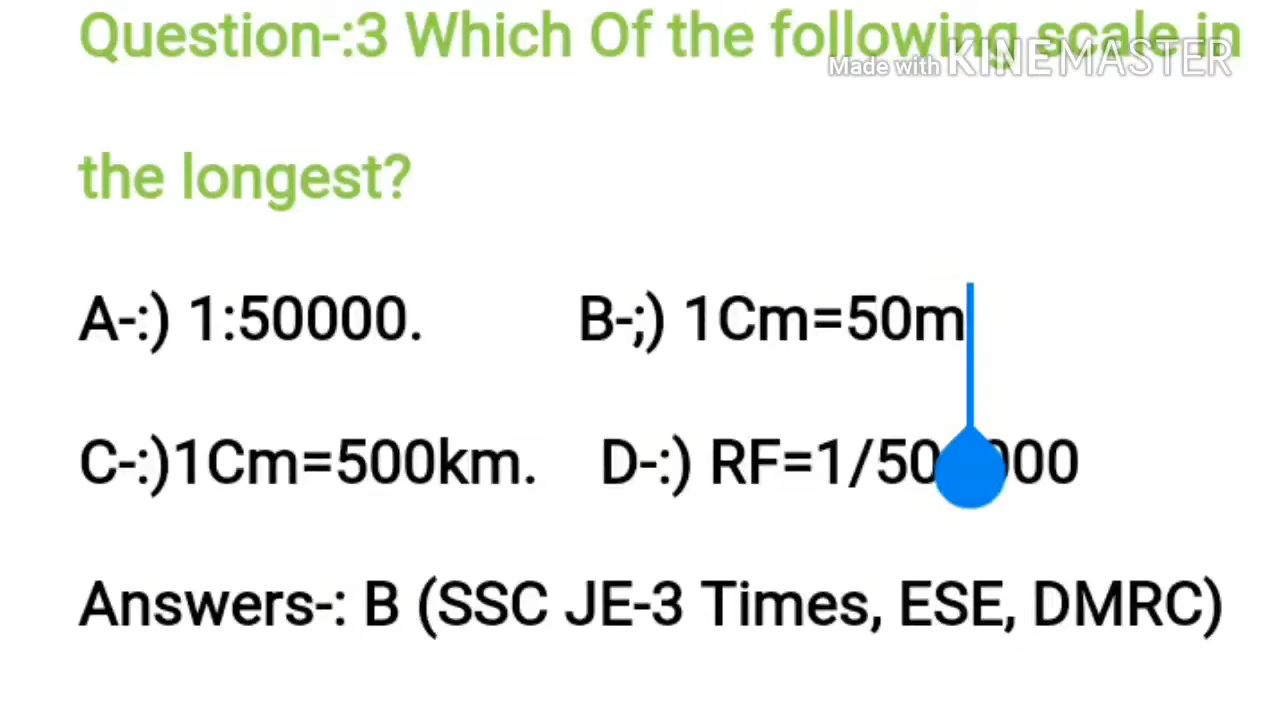 Question-:3 Which Of the following scale in
Made with KINEMASTER
the longest?
A-:) 1:50000. B-;) 1Cm=50m
C-:)1Cm=500km. D-:)
Answers-: B (SSC JE-3 Times, ESE, DMRC)